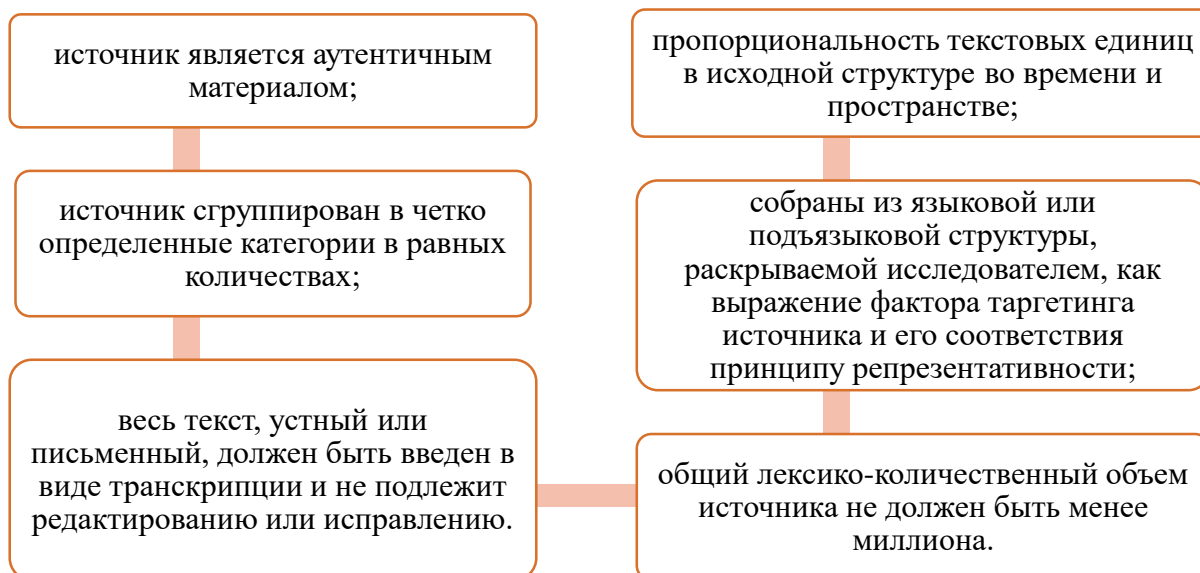 источник является аутентичным
материалом;
источник сгруппирован в четко
определенные категории в равных
количествах;
весь текст, устный или
письменный, должен быть введен в
виде транскрипции и не подлежит
редактированию или исправлению.
общий лексико-количественный объем
источника не должен быть менее
миллиона.
собраны из языковой или
подъязыковой структуры,
раскрываемой исследователем, как
выражение фактора таргетинга
источника и его соответствия
принципу репрезентативности;
пропорциональность текстовых единиц
в исходной структуре во времени и
пространстве;